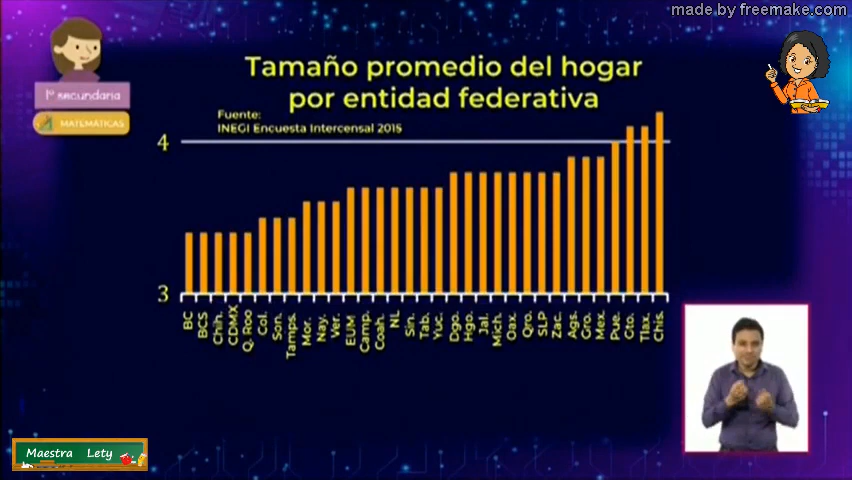 made by freemake.com
1° secundaria
MATEMÁTICAS
Tamaño promedio del hogar
por entidad federativa
Fuente:
INEGI Encuesta Intercensal 2015
4
3
BC
BCS
Chih.
CDMX
Q. Roo
Col.
Son.
Tamps.
Mor.
Nay.
Ver.
EUM
Camp.
Coah.
NL
Sin.
Tab.
Yuc.
Dgo.
Hgo.
Jal.
Mich.
Oax.
Qro.
SLP
Zac.
Ags.
Gro.
Mex.
Pue.
Gto.
Tlax.
Chis.
Maestra Lety